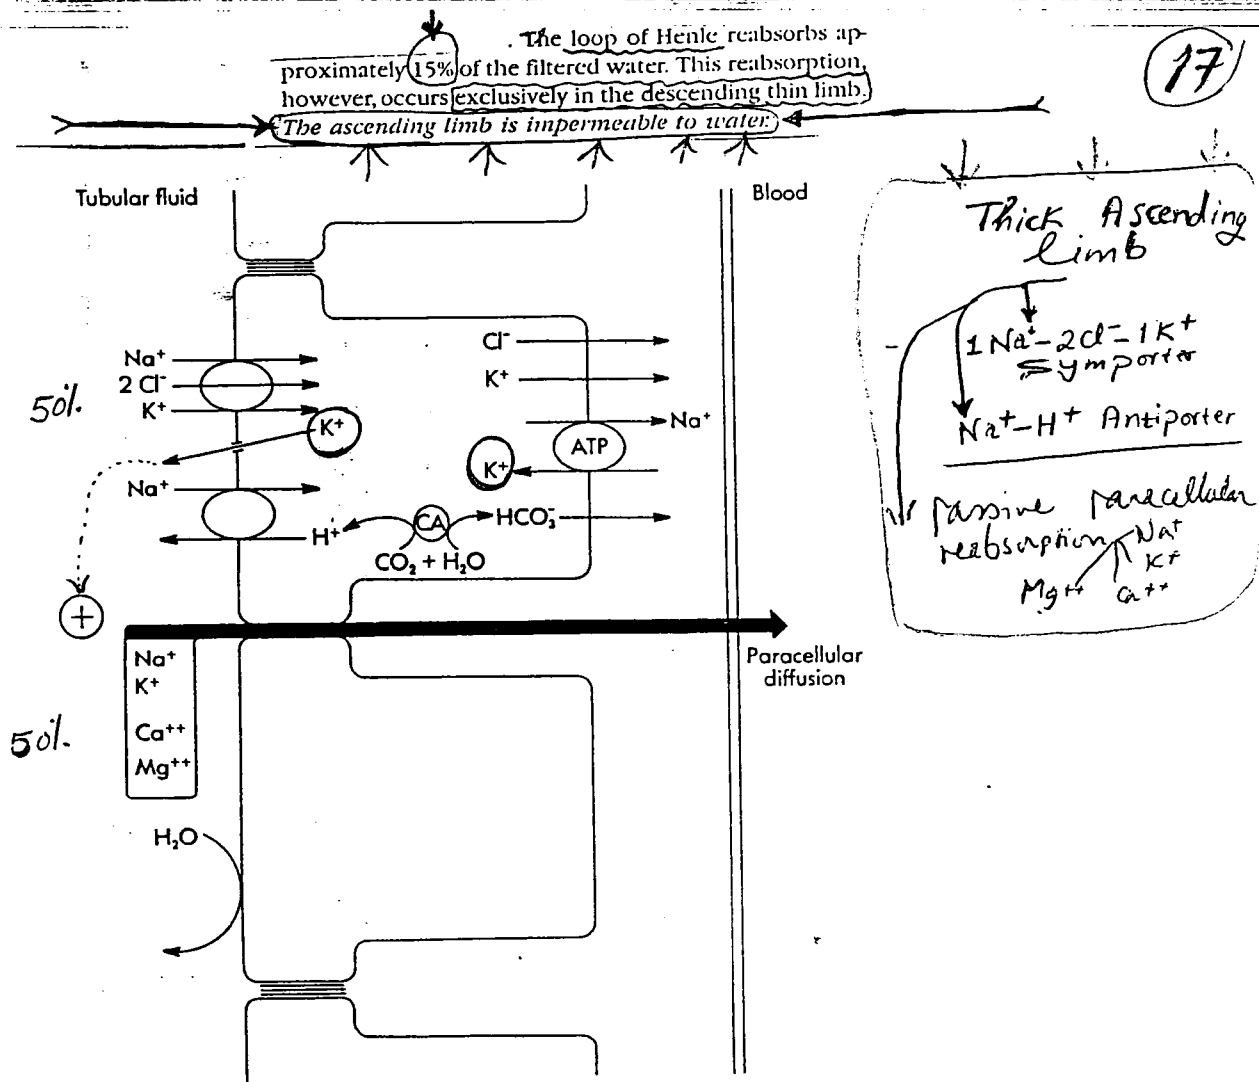 . The loop of Henle reabsorbs ap-
proximately 15% of the filtered water. This reabsorption,
however, occurs exclusively in the descending thin limb.
The ascending limb is impermeable to water.
17
Tubular fluid
Blood
Thick Ascending
limb
1 Na⁺-2Cl⁻-1K⁺
Symporter
Na⁺-H⁺ Antiporter
passive paracellular
reabsorption Na⁺
K⁺
Mg⁺⁺ Ca⁺⁺
50%
Na⁺
2 Cl⁻
K⁺
K⁺
Na⁺
H⁺
Cl⁻
K⁺
Na⁺
ATP
K⁺
CA
HCO₃⁻
CO₂ + H₂O
+
Paracellular
diffusion
50%
Na⁺
K⁺
Ca⁺⁺
Mg⁺⁺
H₂O